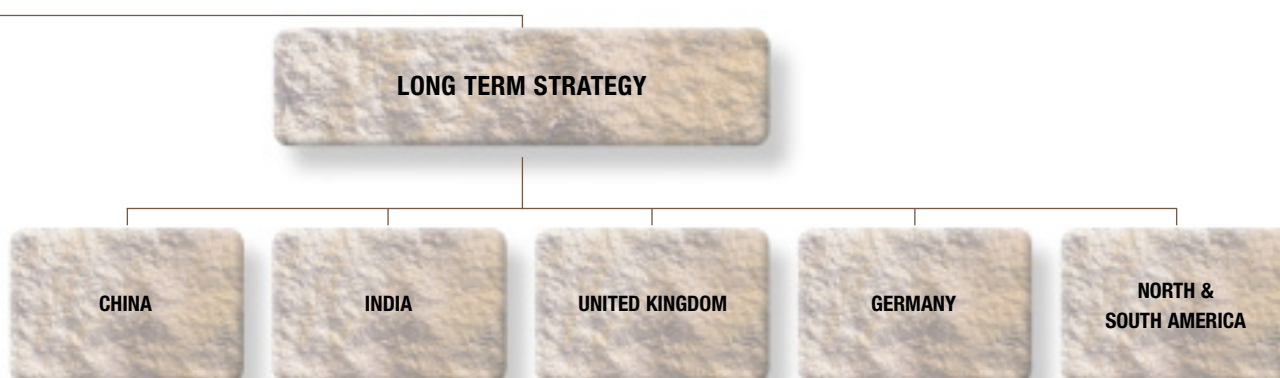 LONG TERM STRATEGY
CHINA
INDIA
UNITED KINGDOM
GERMANY
NORTH &
SOUTH AMERICA